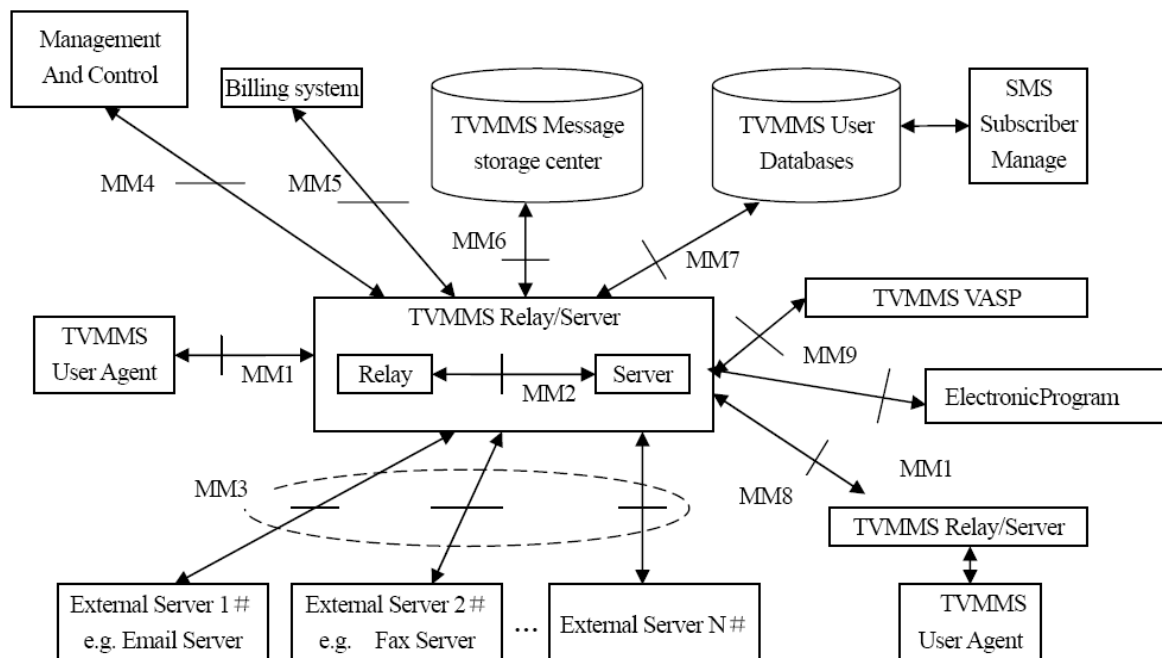 Management
And Control
Billing system
TVMMS Message
storage center
TVMMS User
Databases
SMS
Subscriber
Manage
MM4
MM5
MM6
MM7
TVMMS Relay/Server
Relay
Server
MM2
TVMMS
User Agent
MM1
TVMMS VASP
MM9
ElectronicProgram
MM1
MM8
MM3
TVMMS Relay/Server
TVMMS
User Agent
External Server 1#
e.g. Email Server
External Server 2#
e.g. Fax Server
...
External Server N#